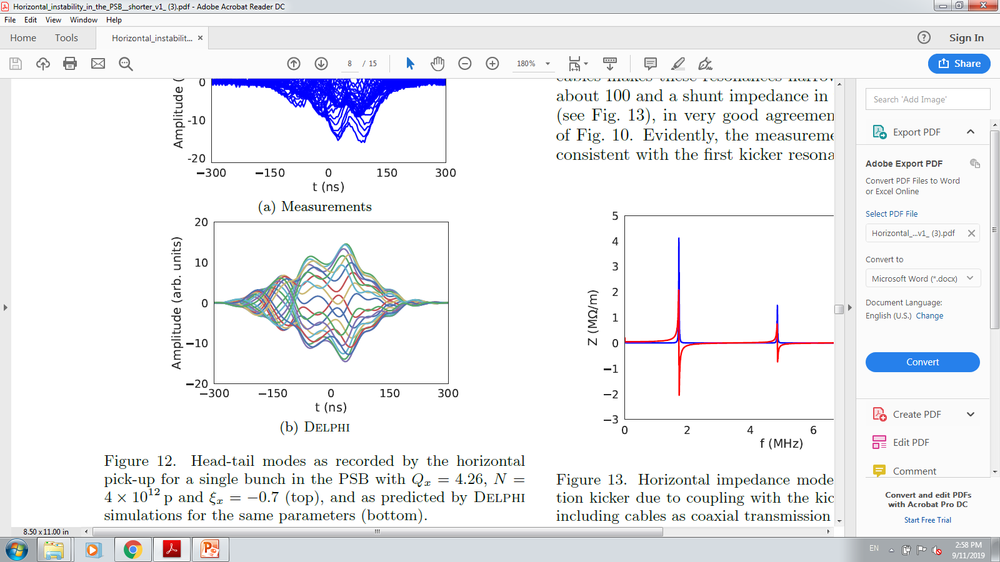 Horizontal_instability_in_the_PSB__shorter_v1_ (3).pdf - Adobe Acrobat Reader DC
File Edit View Window Help
Home Tools Horizontal_instabilit... × ? Sign In
8 / 15 180% Share
0
-10
-20
Amplitude (
−300 −150 0 150 300
t (ns)
(a) Measurements
20
10
0
−10
−20
Amplitude (arb. units)
−300 −150 0 150 300
t (ns)
(b) DELPHI
Figure 12. Head-tail modes as recorded by the horizontal
pick-up for a single bunch in the PSB with Qx = 4.26, N =
4 × 10¹² p and ξx = −0.7 (top), and as predicted by DELPHI
simulations for the same parameters (bottom).
cables makes these resonances narrow
about 100 and a shunt impedance in
(see Fig. 13), in very good agreemen
of Fig. 10. Evidently, the measureme
consistent with the first kicker resona
5
4
3
2
1
0
−1
−2
−3
Z (MΩ/m)
0 2 4 6
f (MHz)
Figure 13. Horizontal impedance mode
tion kicker due to coupling with the kic
including cables as coaxial transmission
Search 'Add Image'
Export PDF
Adobe Export PDF
Convert PDF Files to Word
or Excel Online
Select PDF File
Horizontal_...v1_ (3).pdf
Convert to
Microsoft Word (*.docx)
Document Language:
English (U.S.) Change
Convert
Create PDF
Edit PDF
Comment
Convert and edit PDFs
with Acrobat Pro DC
Start Free Trial
8.50 x 11.00 in
EN
2:58 PM
9/11/2019